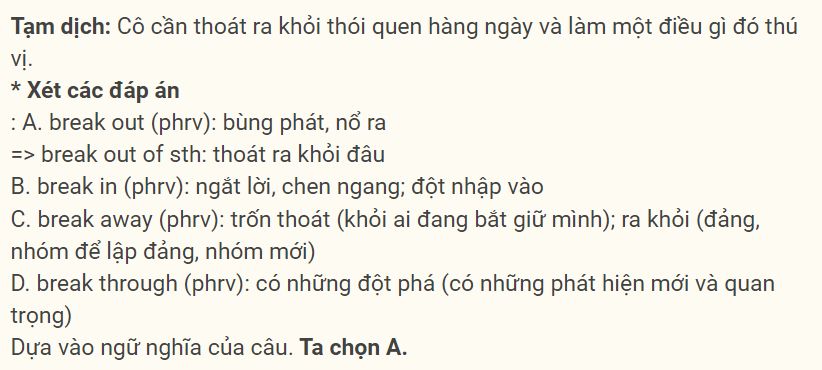 Tạm dịch: Cô cần thoát ra khỏi thói quen hàng ngày và làm một điều gì đó thú
vị.
* Xét các đáp án
: A. break out (phrv): bùng phát, nổ ra
=> break out of sth: thoát ra khỏi đâu
B. break in (phrv): ngắt lời, chen ngang; đột nhập vào
C. break away (phrv): trốn thoát (khỏi ai đang bắt giữ mình); ra khỏi (đảng,
nhóm để lập đảng, nhóm mới)
D. break through (phrv): có những đột phá (có những phát hiện mới và quan
trọng)
Dựa vào ngữ nghĩa của câu. Ta chọn A.